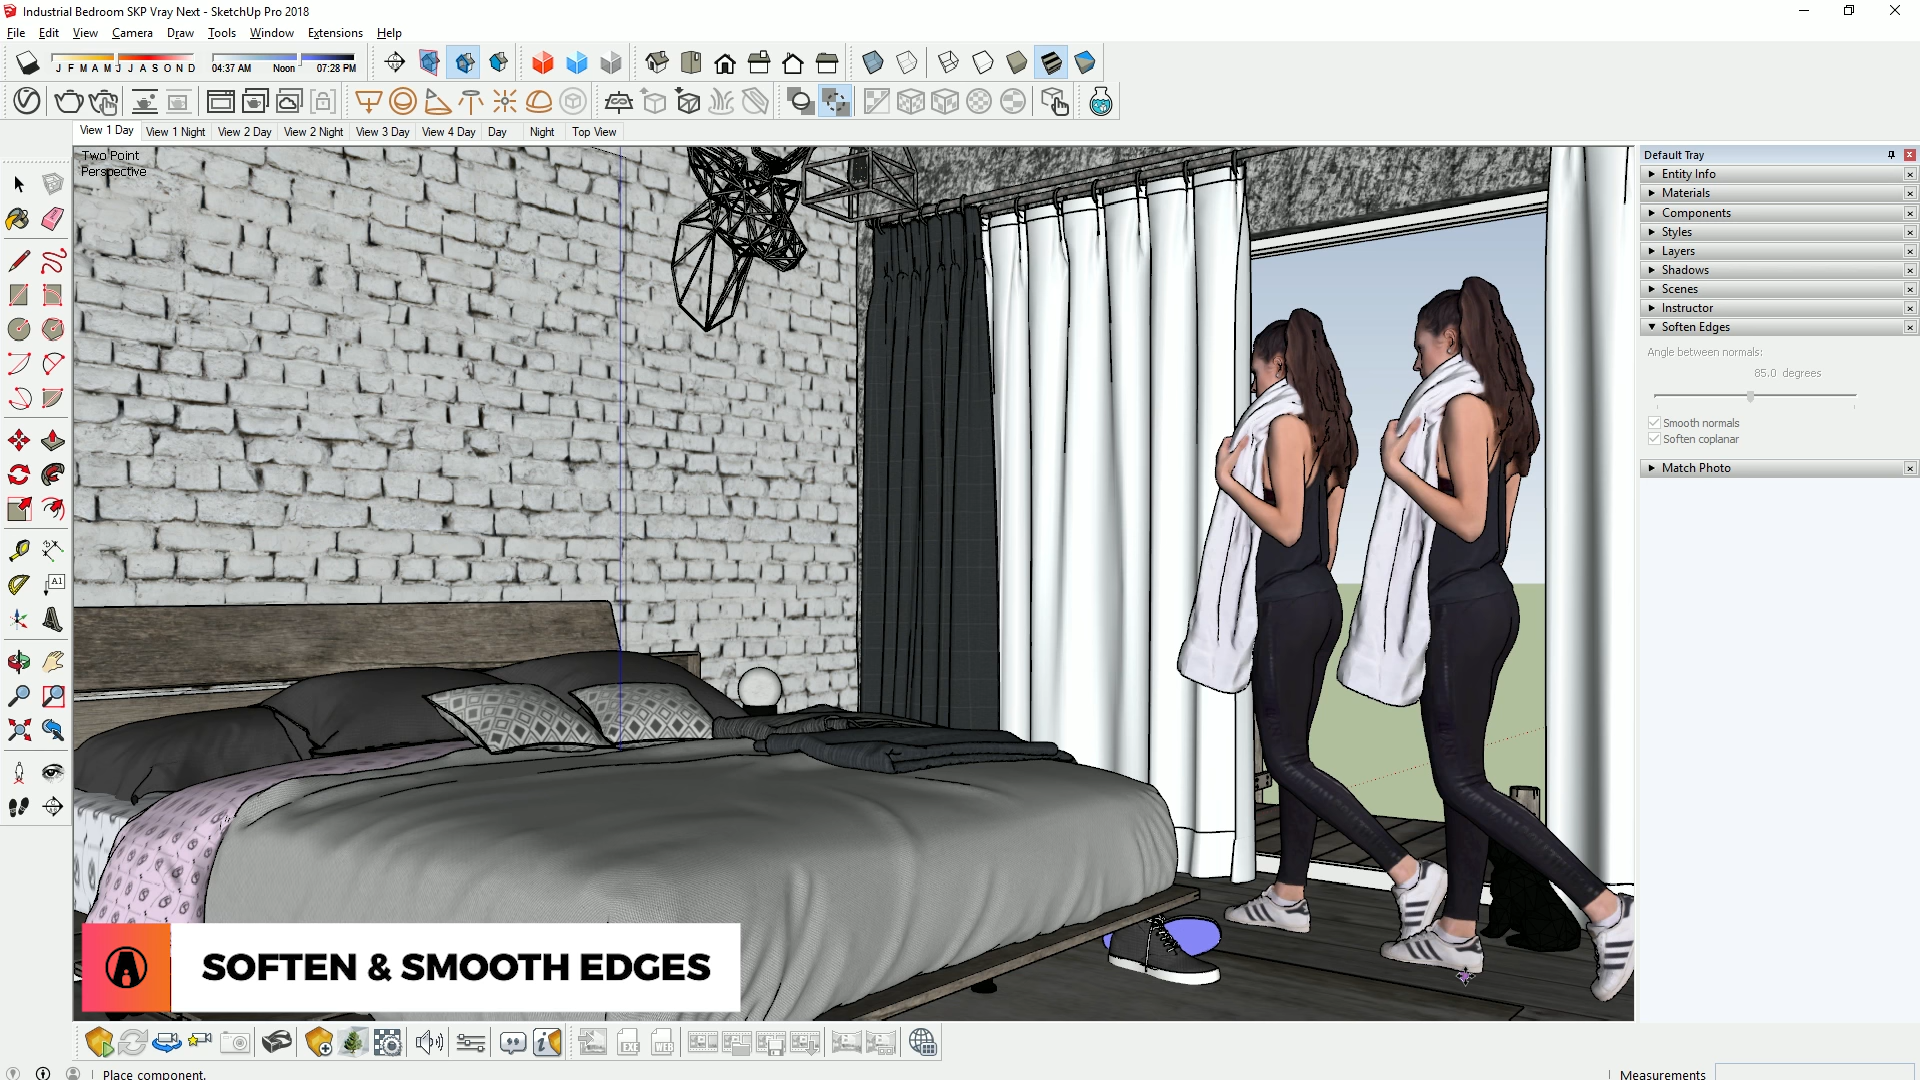 Industrial Bedroom SKP Vray Next - SketchUp Pro 2018
File Edit View Camera Draw Tools Window Extensions Help
J F M A M J J A S O N D
04:37 AM Noon 07:28 PM
View 1 Day View 1 Night View 2 Day View 2 Night View 3 Day View 4 Day Day Night Top View
Two Point
Perspective
Default Tray
Entity Info
Materials
Components
Styles
Layers
Shadows
Scenes
Instructor
Soften Edges
Angle between normals:
85.0 degrees
Smooth normals
Soften coplanar
Match Photo
A1
SOFTEN & SMOOTH EDGES
EXE WEB
Place component.
Measurements